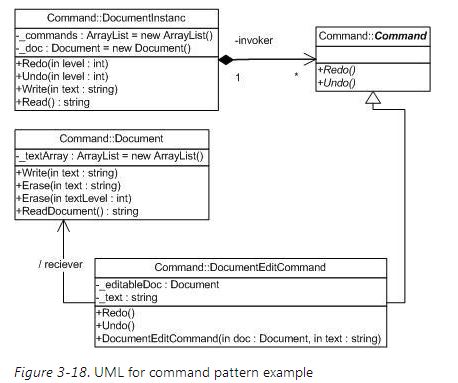 Command::DocumentInstanc
-_commands : ArrayList = new ArrayList()
-_doc : Document = new Document()
+Redo(in level : int)
+Undo(in level : int)
+Write(in text : string)
+Read() : string
-invoker
1
*
Command::Command
+Redo()
+Undo()
Command::Document
-_textArray : ArrayList = new ArrayList()
+Write(in text : string)
+Erase(in text : string)
+Erase(in textLevel : int)
+ReadDocument() : string
/ reciever
Command::DocumentEditCommand
-_editableDoc : Document
-_text : string
+Redo()
+Undo()
+DocumentEditCommand(in doc : Document, in text : string)
Figure 3-18. UML for command pattern example